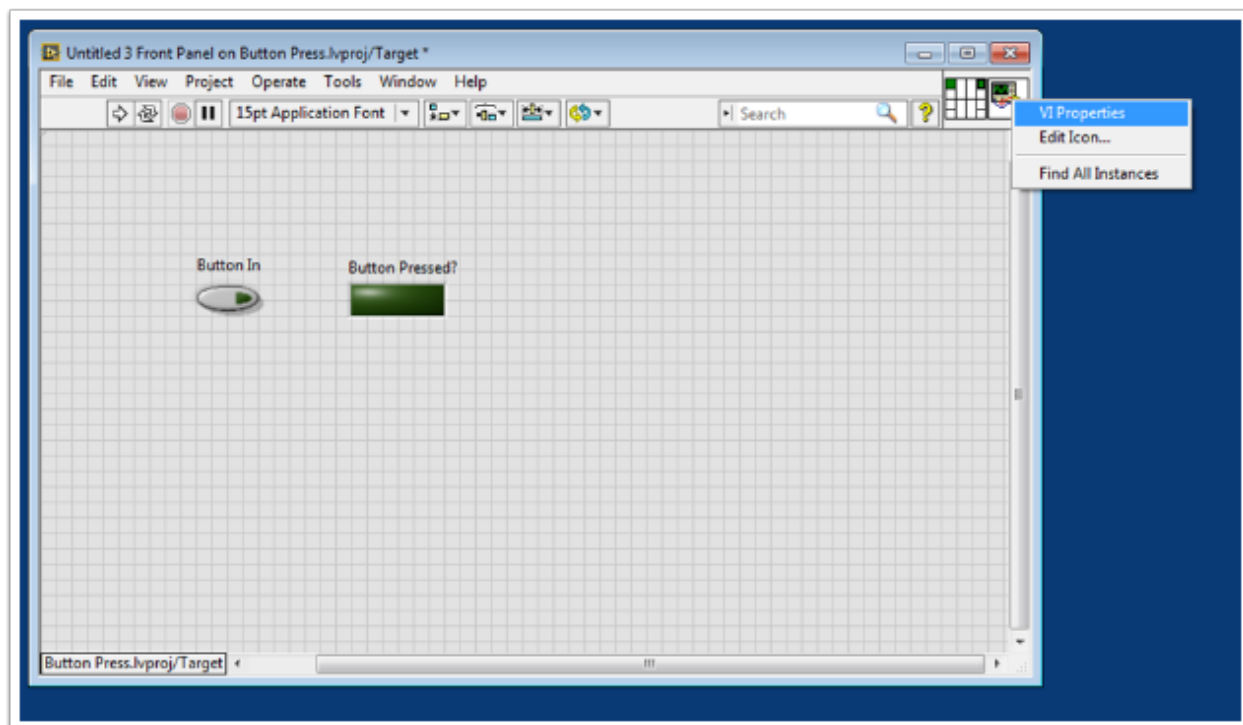 Untitled 3 Front Panel on Button Press.lvproj/Target *
File Edit View Project Operate Tools Window Help
15pt Application Font Search ?
VI Properties
Edit Icon...
Find All Instances
Button In Button Pressed?
Button Press.lvproj/Target